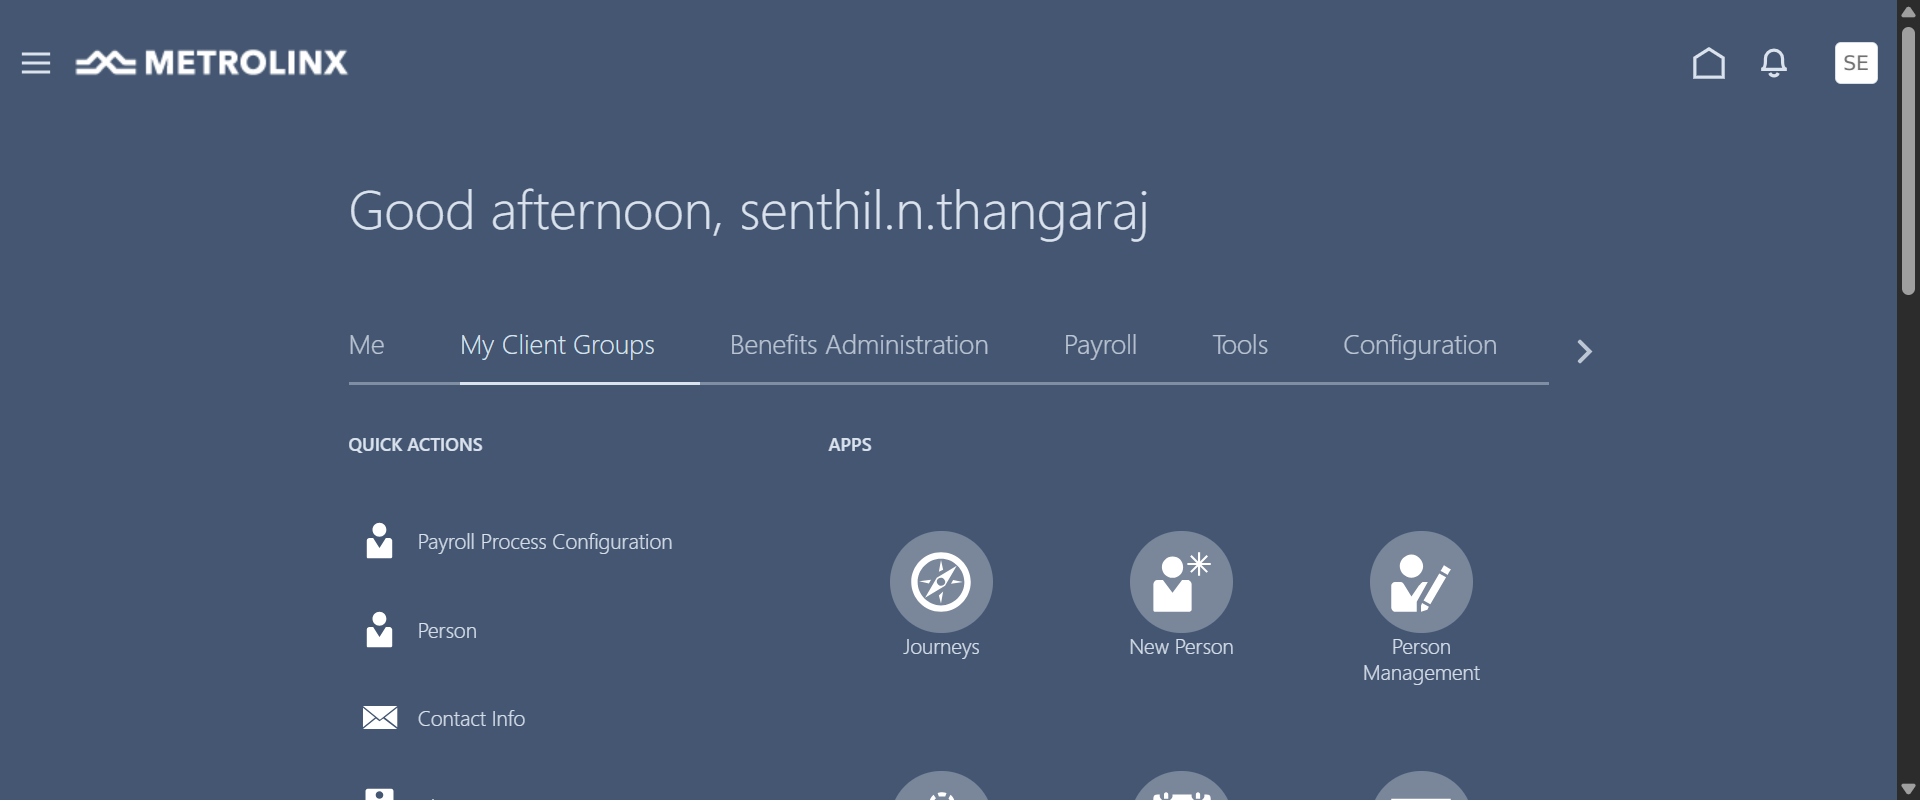 METROLINX
SE
Good afternoon, senthil.n.thangaraj
Me
My Client Groups
Benefits Administration
Payroll
Tools
Configuration
QUICK ACTIONS
APPS
Payroll Process Configuration
Person
Contact Info
Journeys
New Person
Person
Management